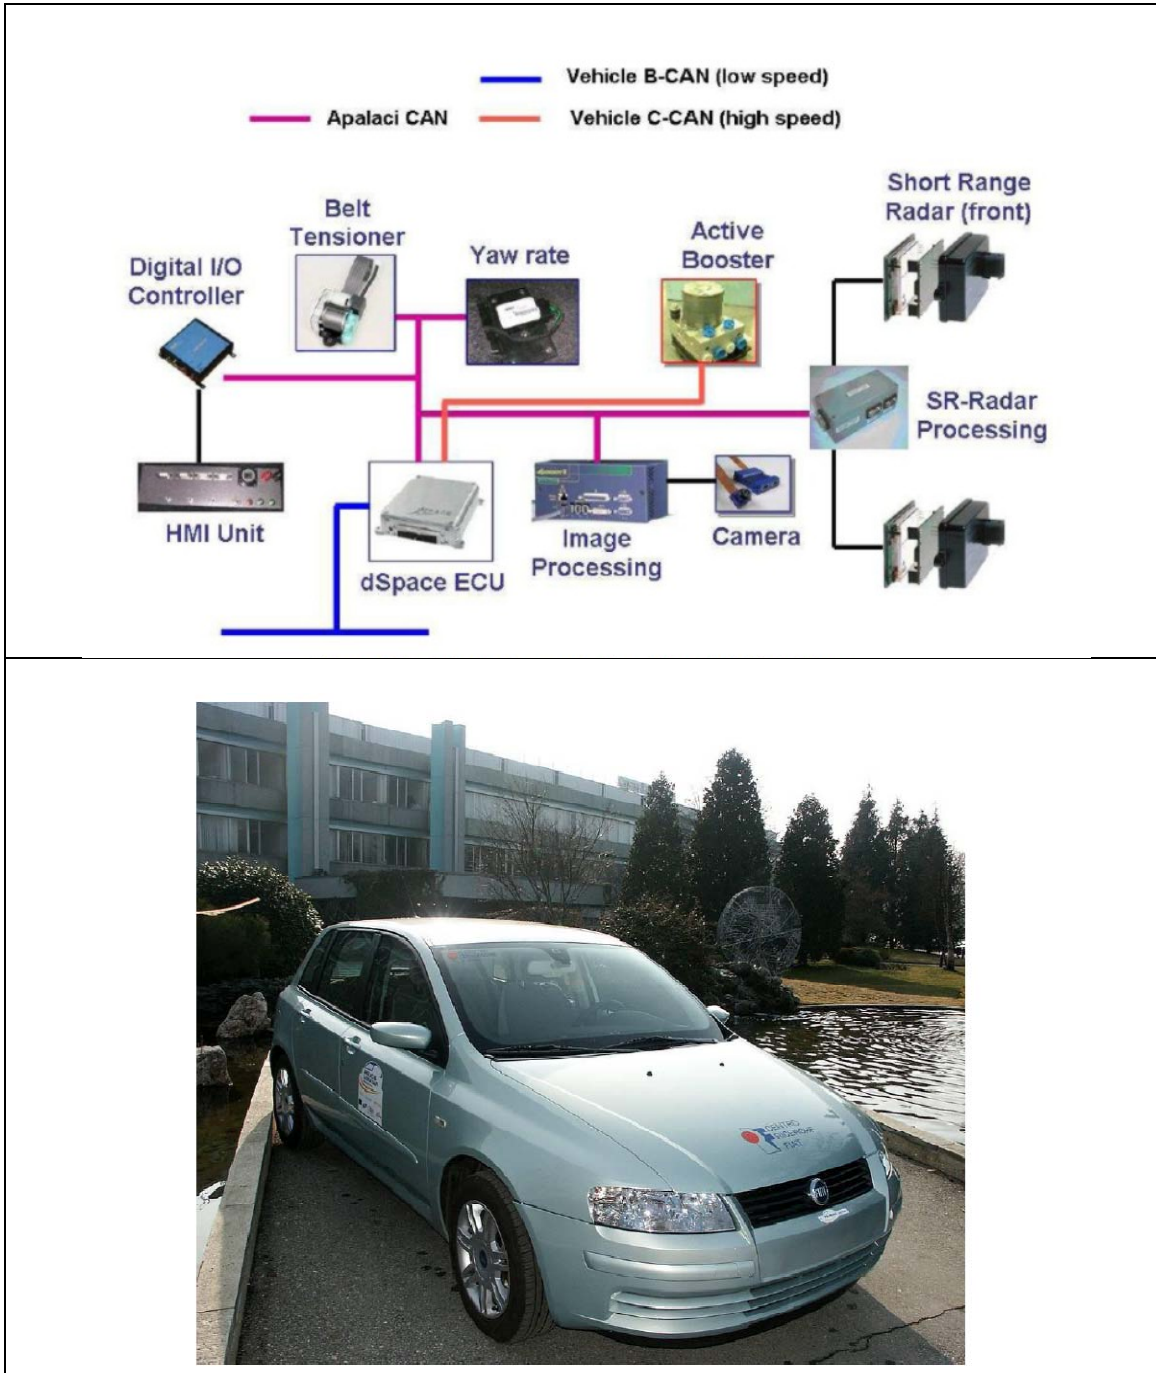 Vehicle B-CAN (low speed)
Apalaci CAN
Vehicle C-CAN (high speed)
Short Range
Radar (front)
Belt
Tensioner
Yaw rate
Active
Booster
Digital I/O
Controller
SR-Radar
Processing
HMI Unit
dSpace ECU
Image
Processing
Camera
CENTRO
RICERCHE
FIAT
FIAT